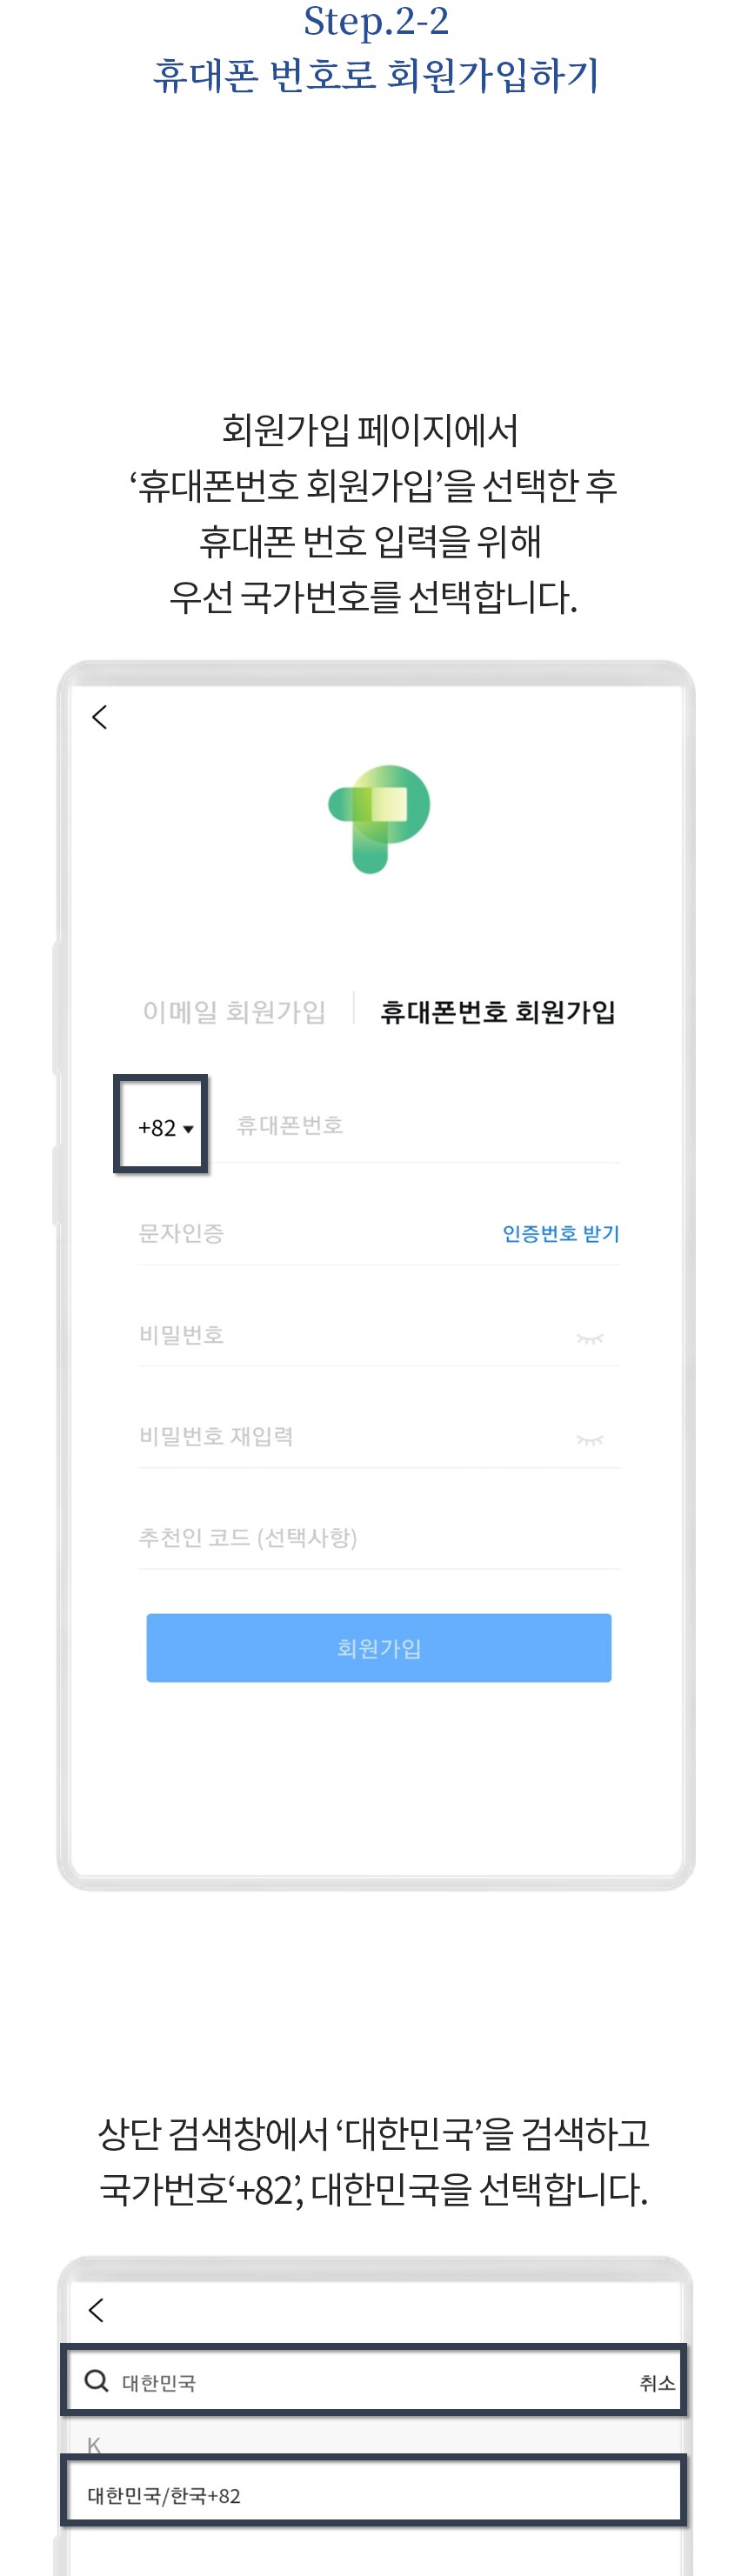 Step.2-2
휴대폰 번호로 회원가입하기
회원가입 페이지에서
‘휴대폰번호 회원가입’을 선택한 후
휴대폰 번호 입력을 위해
우선 국가번호를 선택합니다.
이메일 회원가입 휴대폰번호 회원가입
+82 휴대폰번호
문자인증 인증번호 받기
비밀번호
비밀번호 재입력
추천인 코드 (선택사항)
회원가입
상단 검색창에서 ‘대한민국’을 검색하고
국가번호‘+82’, 대한민국을 선택합니다.
대한민국 취소
K
대한민국/한국+82